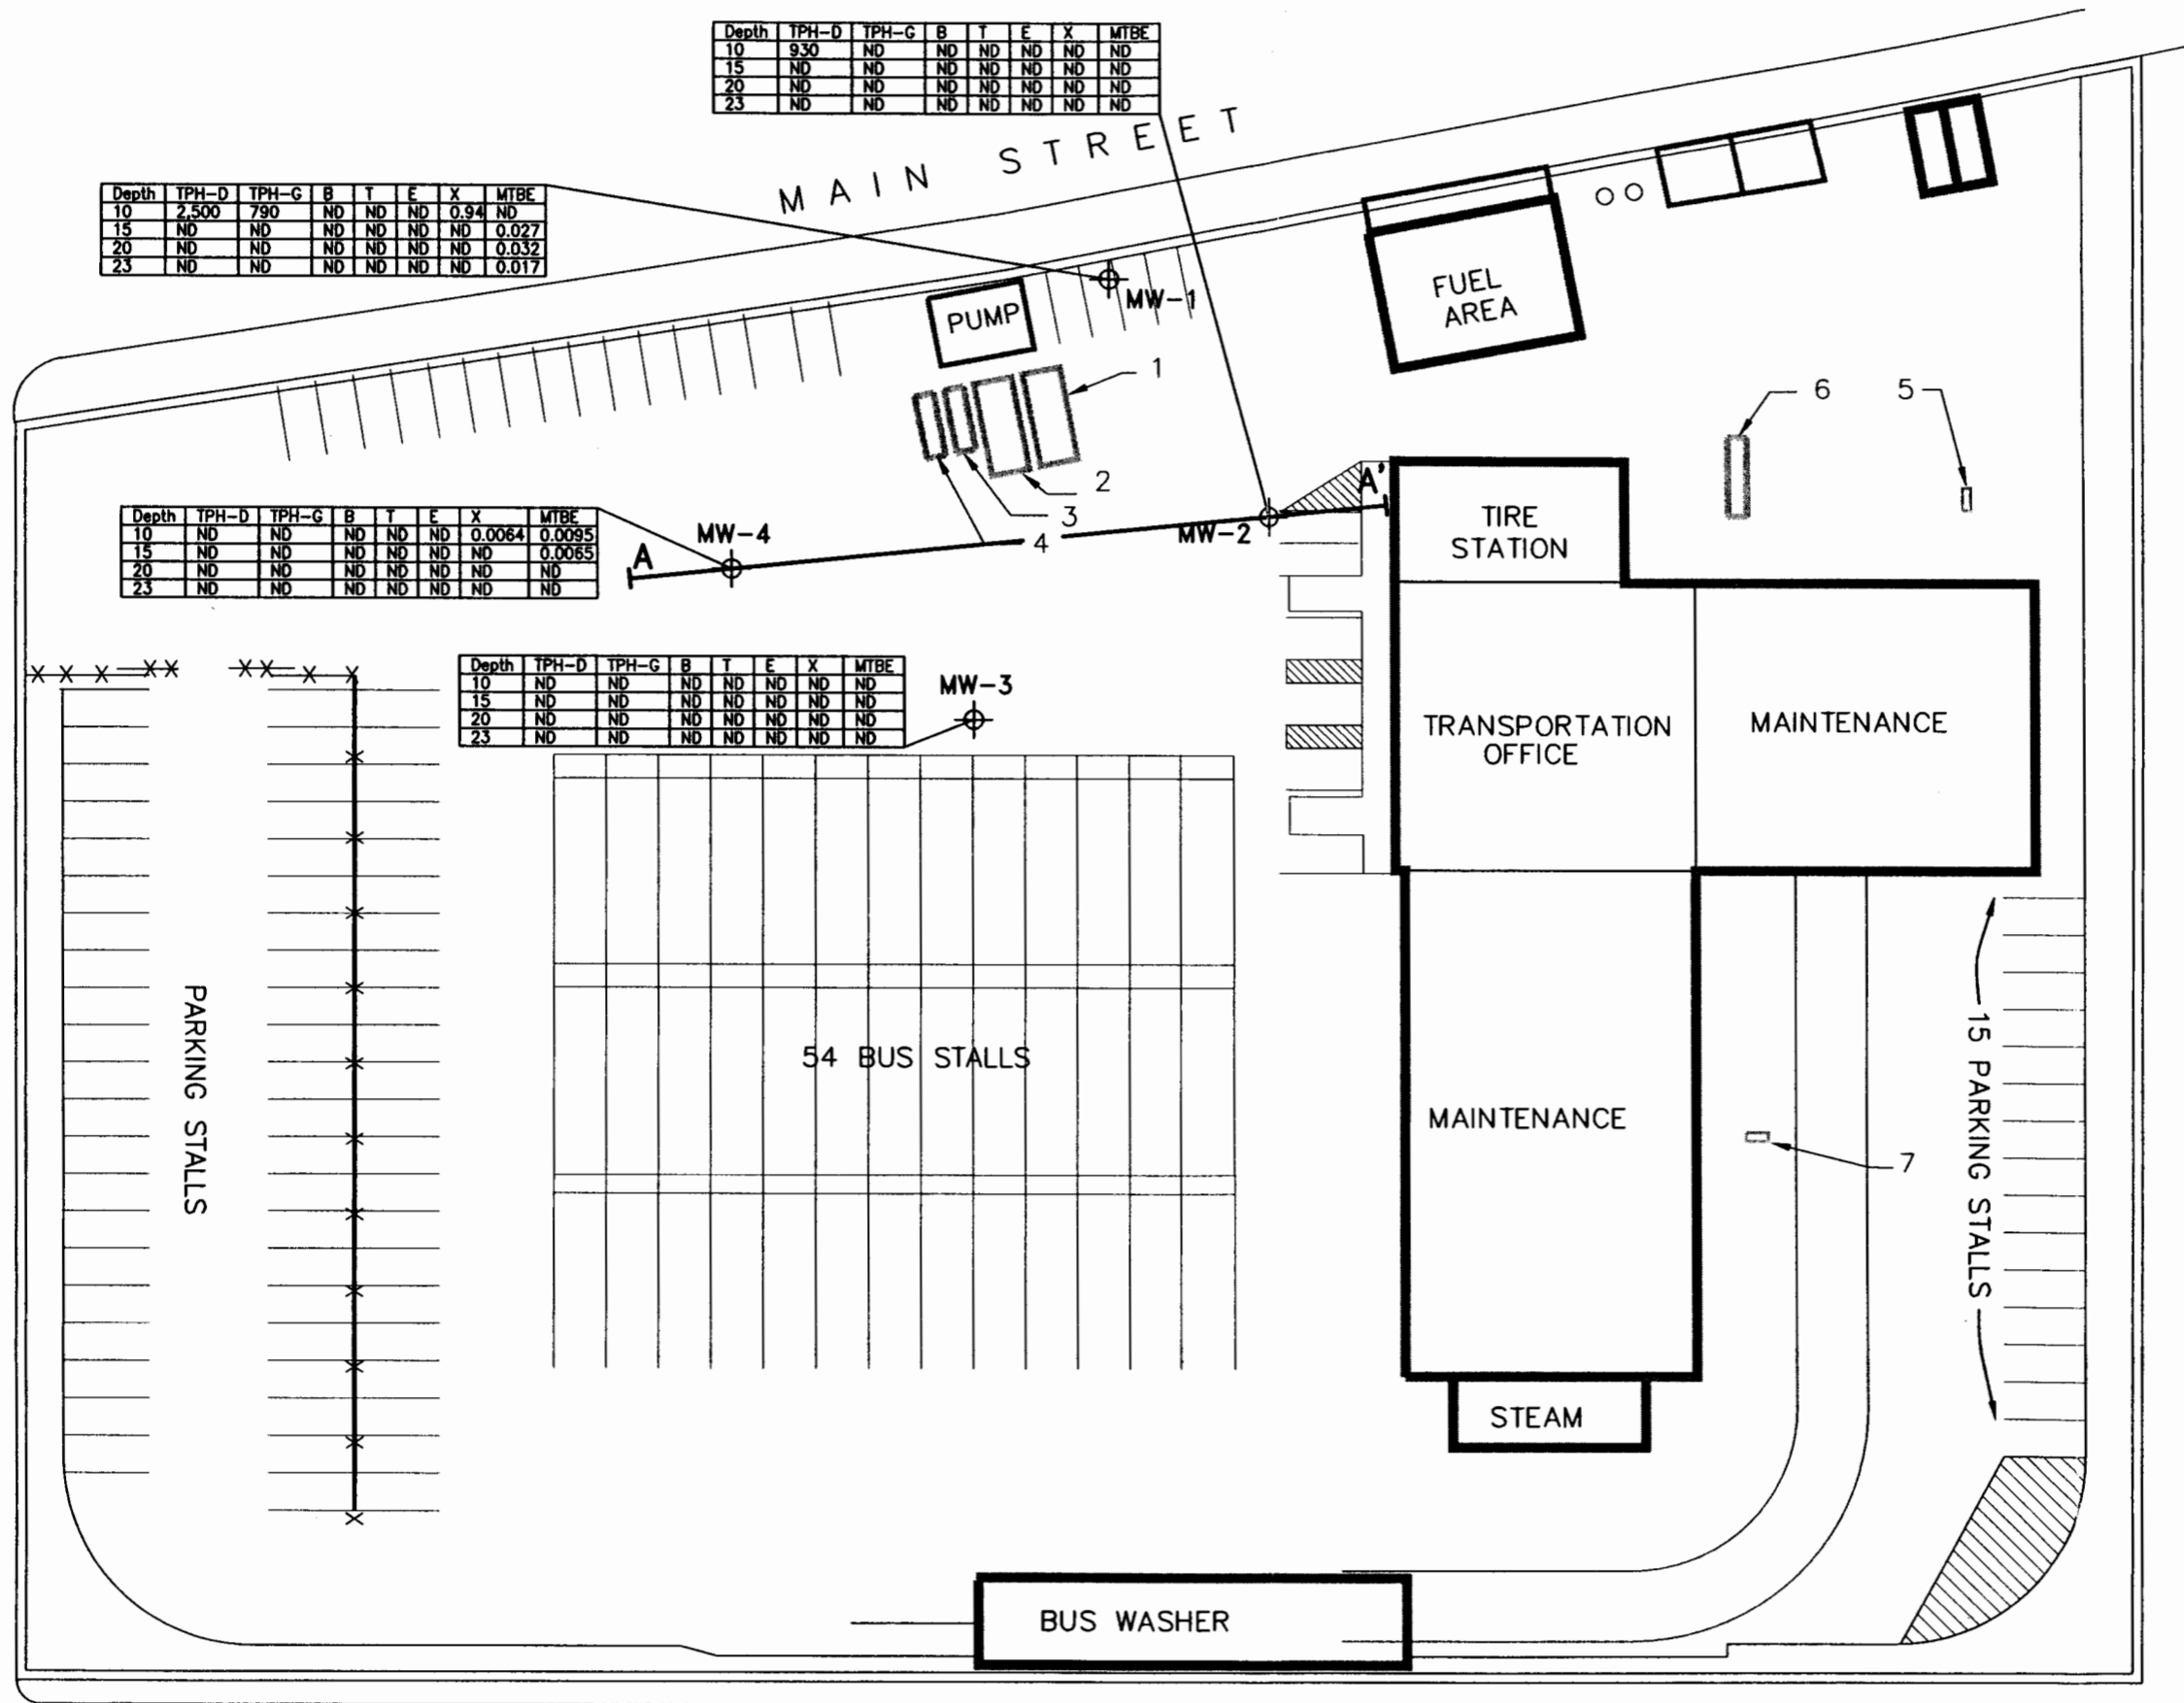 Depth TPH-D TPH-G B T E X MTBE
10 930 ND ND ND ND ND ND
15 ND ND ND ND ND ND ND
20 ND ND ND ND ND ND ND
23 ND ND ND ND ND ND ND
MAIN STREET
Depth TPH-D TPH-G B T E X MTBE
10 2,500 790 ND ND ND 0.94 ND
15 ND ND ND ND ND ND 0.027
20 ND ND ND ND ND ND 0.032
23 ND ND ND ND ND ND 0.017
MW-1
PUMP
FUEL
AREA
1
2
3
4
6
5
Depth TPH-D TPH-G B T E X MTBE
10 ND ND ND ND ND 0.0064 0.0095
15 ND ND ND ND ND ND 0.0065
20 ND ND ND ND ND ND ND
23 ND ND ND ND ND ND ND
MW-4
A
MW-2
A'
TIRE
STATION
Depth TPH-D TPH-G B T E X MTBE
10 ND ND ND ND ND ND ND
15 ND ND ND ND ND ND ND
20 ND ND ND ND ND ND ND
23 ND ND ND ND ND ND ND
MW-3
TRANSPORTATION
OFFICE
MAINTENANCE
PARKING STALLS
54 BUS STALLS
MAINTENANCE
7
15 PARKING STALLS
STEAM
BUS WASHER